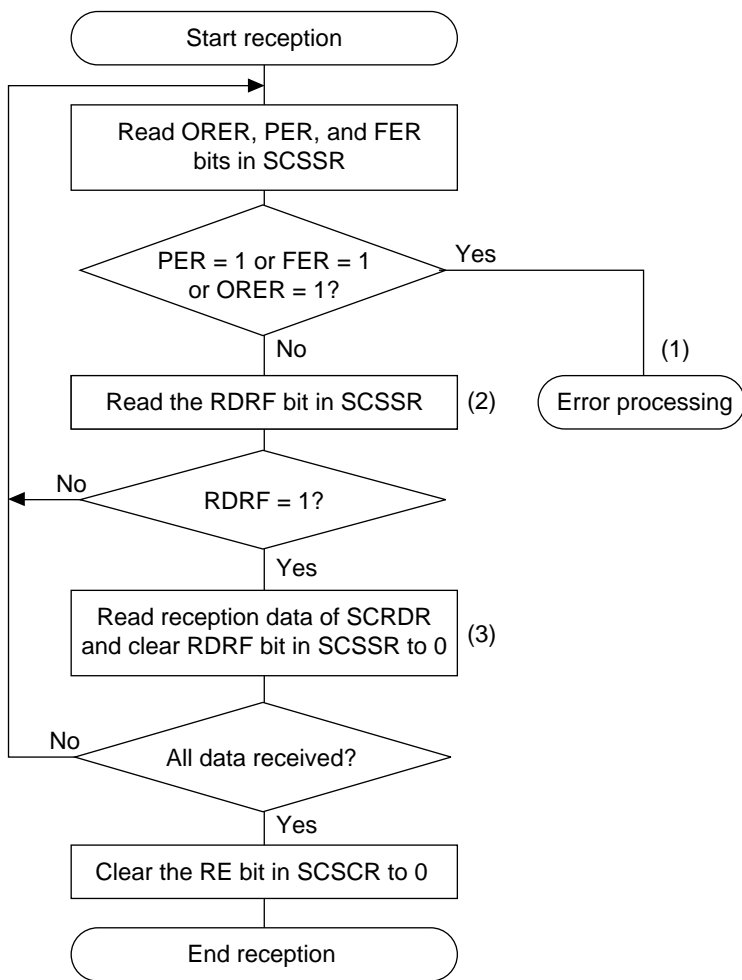 Start reception
Read ORER, PER, and FER
bits in SCSSR
PER = 1 or FER = 1
or ORER = 1?
Yes
No
(1)
Error processing
Read the RDRF bit in SCSSR
(2)
No
RDRF = 1?
Yes
Read reception data of SCRDR
and clear RDRF bit in SCSSR to 0
(3)
No
All data received?
Yes
Clear the RE bit in SCSCR to 0
End reception